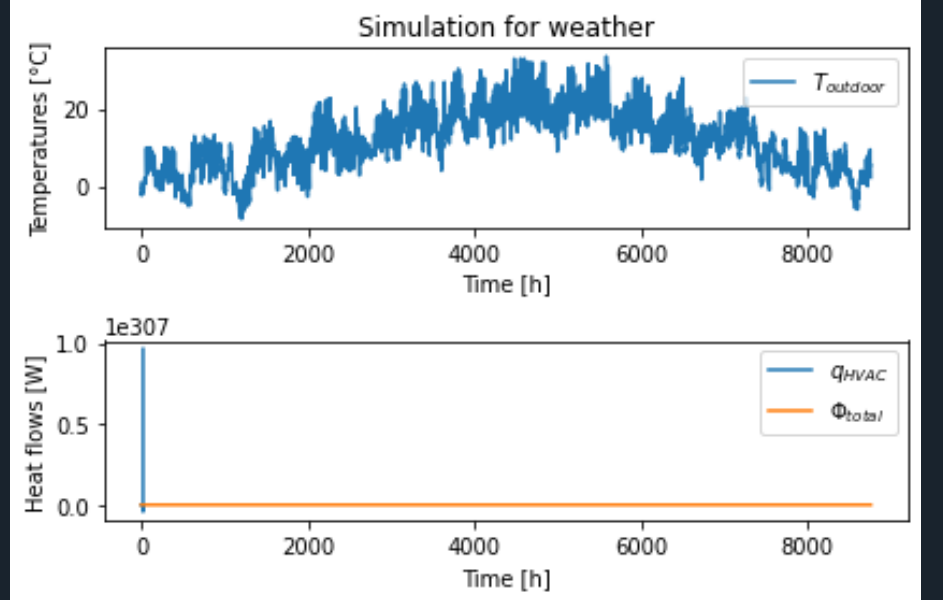 Simulation for weather
Temperatures [°C]
20
0
T_outdoor
0 2000 4000 6000 8000
Time [h]
1e307
Heat flows [W]
1.0
0.5
0.0
q_HVAC
Φ_total
0 2000 4000 6000 8000
Time [h]